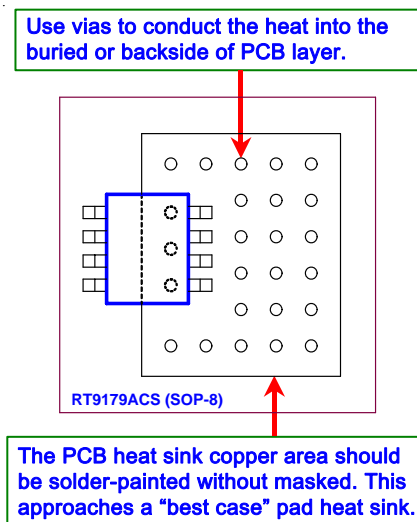 Use vias to conduct the heat into the
buried or backside of PCB layer.
RT9179ACS (SOP-8)
The PCB heat sink copper area should
be solder-painted without masked. This
approaches a “best case” pad heat sink.